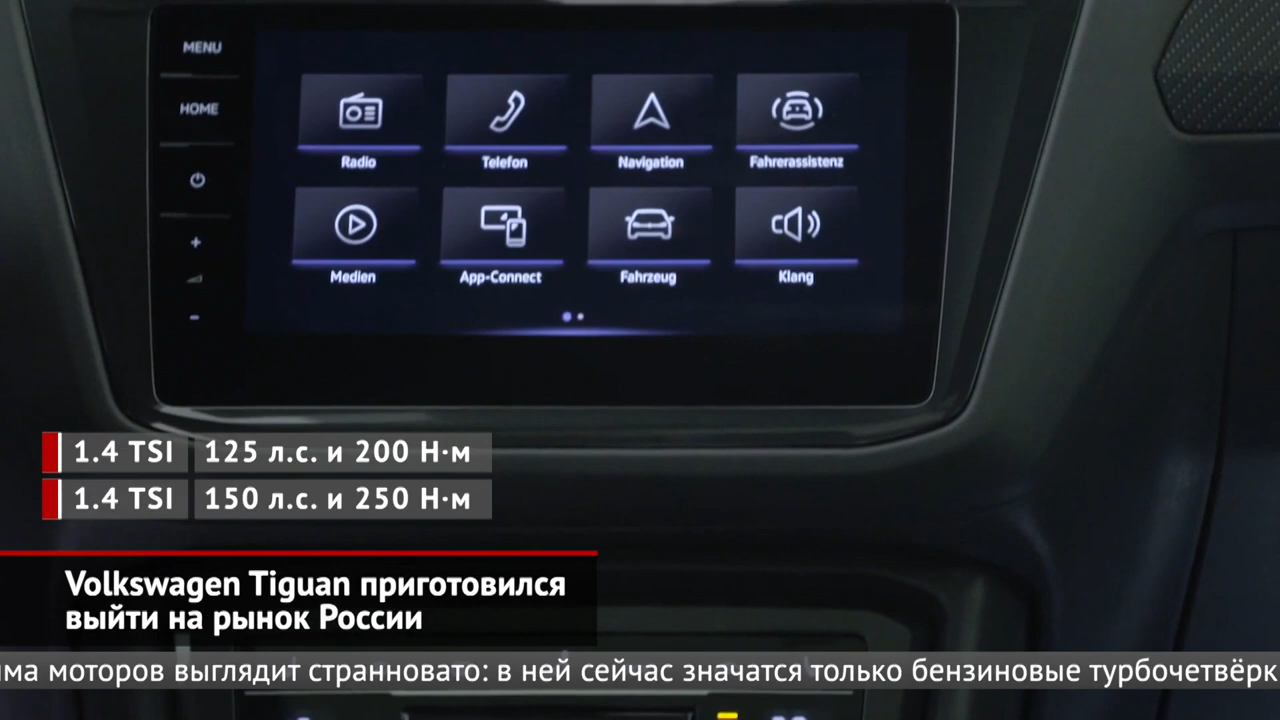 MENU
HOME
Radio
Telefon
Navigation
Fahrerassistenz
Medien
App-Connect
Fahrzeug
Klang
1.4 TSI 125 л.с. и 200 Н·м
1.4 TSI 150 л.с. и 250 Н·м
Volkswagen Tiguan приготовился
выйти на рынок России
моторов выглядит странновато: в ней сейчас значатся только бензиновые